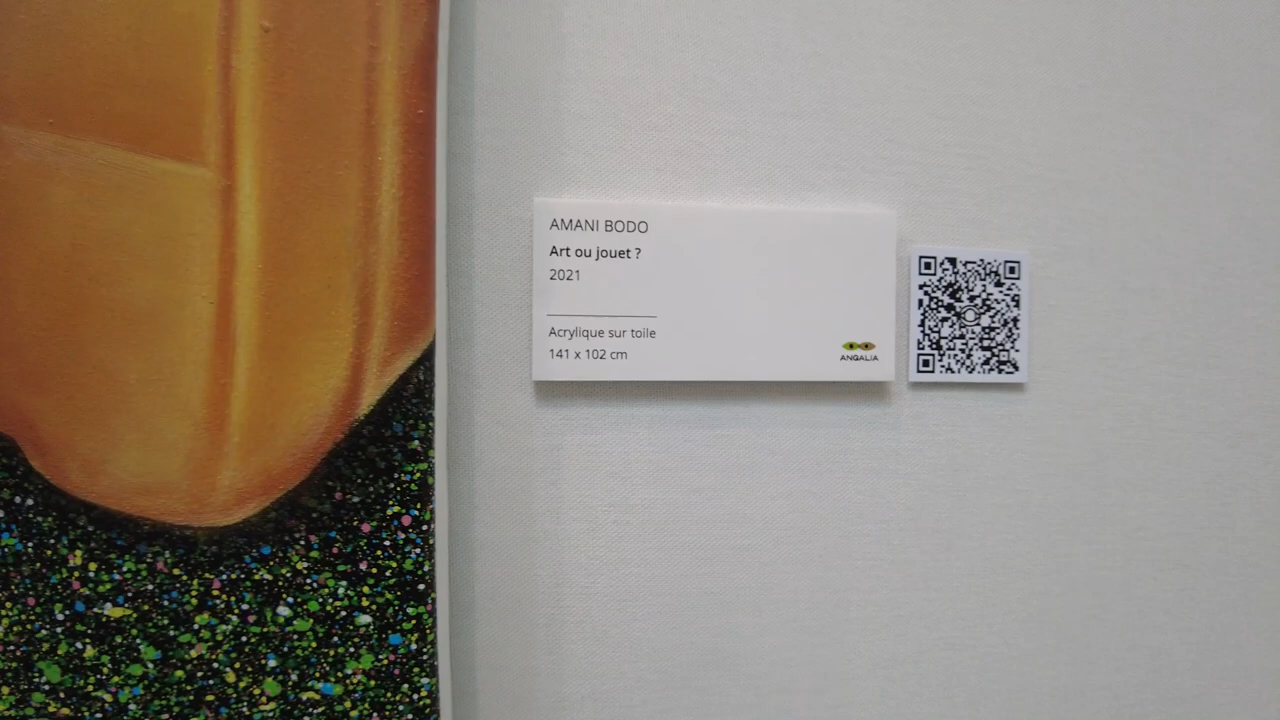 AMANI BODO
Art ou jouet ?
2021
Acrylique sur toile
141 x 102 cm
ANGALIA